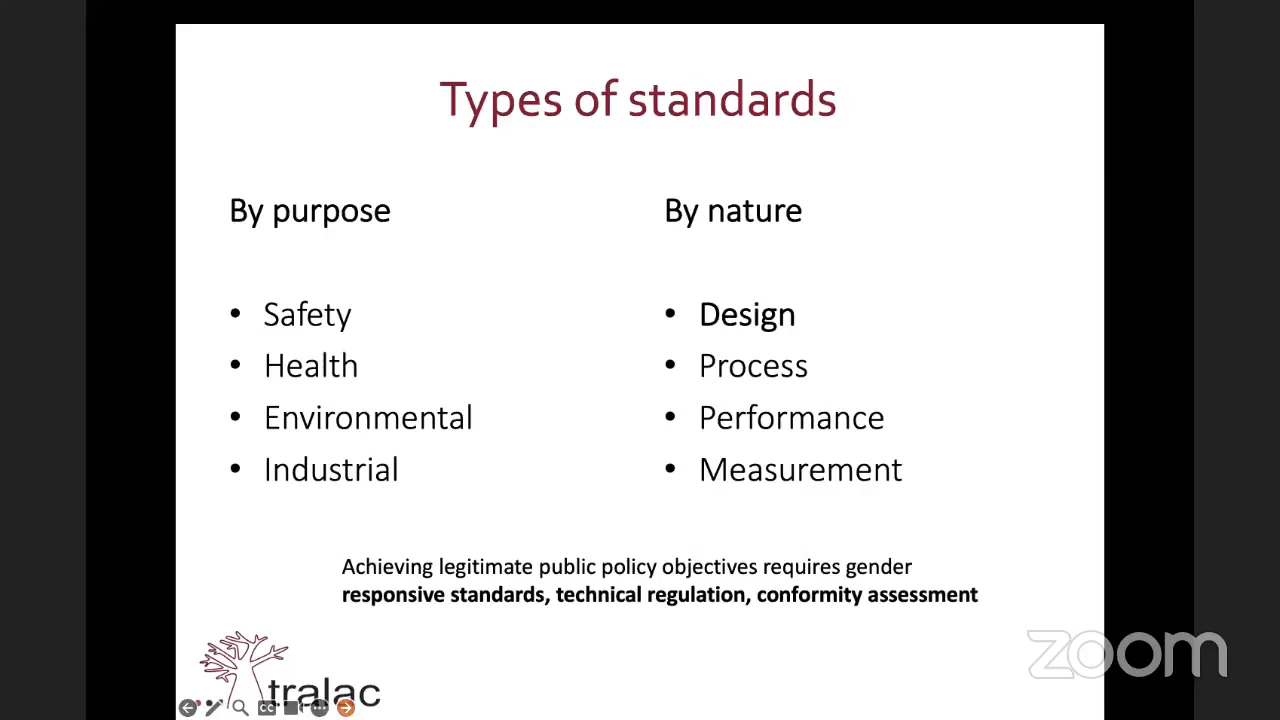 Types of standards
By purpose
• Safety
• Health
• Environmental
• Industrial
By nature
• Design
• Process
• Performance
• Measurement
Achieving legitimate public policy objectives requires gender
responsive standards, technical regulation, conformity assessment
tralac
CC
zoom